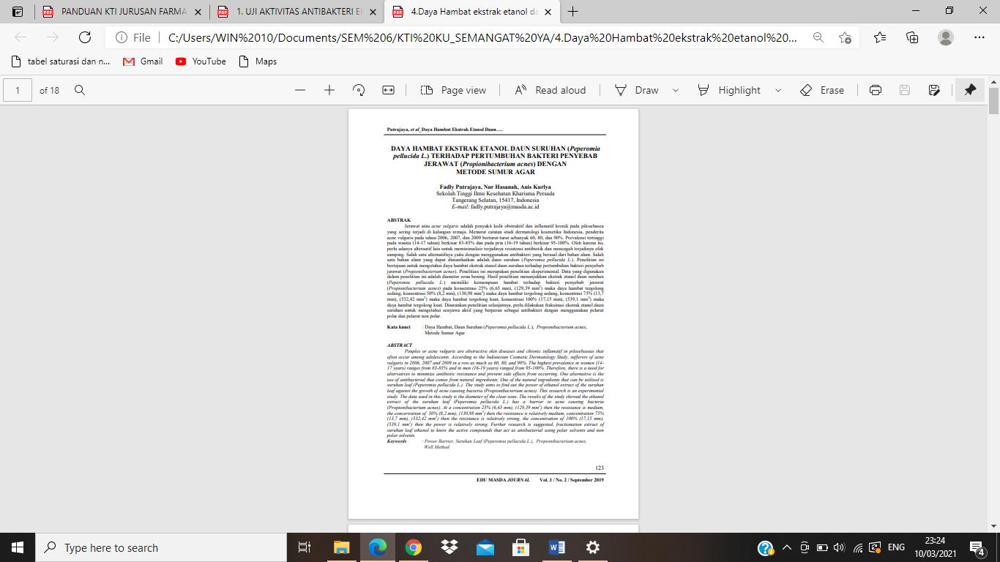 PANDUAN KTI JURUSAN FARMA
1. UJI AKTIVITAS ANTIBAKTERI E
4.Daya Hambat ekstrak etanol da
File
C:/Users/WIN%2010/Documents/SEM%206/KTI%20KU_SEMANGAT%20YA/4.Daya%20Hambat%20ekstrak%20etanol%20...
tabel saturasi dan n...
Gmail
YouTube
Maps
1 of 18
Page view
Read aloud
Draw
Highlight
Erase
Putrajaya, et al_Daya Hambat Ekstrak Etanol Daun….
DAYA HAMBAT EKSTRAK ETANOL DAUN SURUHAN (Peperomia
pellucida L.) TERHADAP PERTUMBUHAN BAKTERI PENYEBAB
JERAWAT (Propionibacterium acnes) DENGAN
METODE SUMUR AGAR
Fadly Putrajaya, Nur Hasanah, Anis Kurlya
Sekolah Tinggi Ilmu Kesehatan Kharisma Persada
Tangerang Selatan, 15417, Indonesia
E-mail: fadly.putrajaya@masda.ac.id
ABSTRAK
Jerawat atau acne vulgaris adalah penyakit kulit obstruktif dan inflamatif kronik pada pilosebasea
yang sering terjadi di kalangan remaja. Menurut catatan studi dermatologi kosmetika Indonesia, penderita
acne vulgaris pada tahun 2006, 2007, dan 2009 berturut-turut sebanyak 60, 80, dan 90%. Prevalensi tertinggi
pada wanita (14-17 tahun) berkisar 83-85% dan pada pria (16-19 tahun) berkisar 95-100%. Oleh karena itu,
perlu adanya alternatif lain untuk meminimalisir terjadinya resistensi antibiotik dan mencegah terjadinya efek
samping. Salah satu alternatifnya yaitu dengan menggunakan antibakteri yang berasal dari bahan alam. Salah
satu bahan alam yang dapat dimanfaatkan adalah daun suruhan (Peperomia pellucida L.). Penelitian ini
bertujuan untuk mengetahui daya hambat ekstrak etanol daun suruhan terhadap pertumbuhan bakteri penyebab
jerawat (Propionibacterium acnes). Penelitian ini merupakan penelitian eksperimental. Data yang digunakan
dalam penelitian ini adalah diameter zona bening. Hasil penelitian menunjukkan ekstrak etanol daun suruhan
(Peperomia pellucida L.) memiliki kemampuan hambat terhadap bakteri penyebab jerawat
(Propionibacterium acnes) pada konsentrasi 25% (6,65 mm), (129,39 mm²) maka daya hambat tergolong
sedang, konsentrasi 50% (8,2 mm), (130,98 mm²) maka daya hambat tergolong sedang, konsentrasi 75% (13,7
mm), (532,42 mm²) maka daya hambat tergolong kuat, konsentrasi 100% (17,15 mm), (539,1 mm²) maka
daya hambat tergolong kuat. Disarankan penelitian selanjutnya, perlu dilakukan fraksinasi ekstrak etanol daun
suruhan untuk mengetahui senyawa aktif yang berperan sebagai antibakteri dengan menggunakan pelarut
polar dan pelarut non polar.
Kata kunci : Daya Hambat, Daun Suruhan (Peperomia pellucida L.), Propionibacterium acnes,
Metode Sumur Agar
ABSTRACT
Pimples or acne vulgaris are obstructive skin diseases and chronic inflamatif in pilosebaseas that
often occur among adolescents. According to the Indonesian Cosmetic Dermatology Study, sufferers of acne
vulgaris in 2006, 2007 and 2009 in a row as much as 60, 80, and 90%. The highest prevalence in women (14-
17 years) ranges from 83-85% and in men (16-19 years) ranged from 95-100%. Therefore, there is a need for
altervatives to minimize antibiotic resistance and prevent side effects from occurring. One alternative is the
use of antibacterial that comes from natural ingredients. One of the natural ingredients that can be utilized is
suruhan leaf (Peperomia pellucida L.). The study aims to find out the power of ethanol extract of the suruhan
leaf against the growth of acne causing bacteria (Propionibacterium acnes). This research is an experimental
study. The data used in this study is the diameter of the clear zone. The results of the study showed the ethanol
extract of the suruhan leaf (Peperomia pellucida L.) has a barrier to acne causing bacteria
(Propionibacterium acnes). At a concentration 25% (6,65 mm), (129,39 mm²) then the resistance is medium,
the concertration of 50% (8,2 mm), (130,98 mm²) then the resistance is relatively medium, concentration 75%
(13,7 mm), (532,42 mm²) then the resistance is relatively strong, the concentration of 100% (17,15 mm),
(539,1 mm²) then the power is relatively strong. Further research is suggested, fractionation extract of
suruhan leaf ethanol to know the active compounds that act as antibacterial using polar solvents and non
polar solvents.
Keywords : Power Barrier, Suruhan Leaf (Peperomia pellucida L.), Propionibacterium acnes,
Well Method
123
EDU MASDA JOURNAL Vol. 3 / No. 2 / September 2019
Type here to search
ENG
23:24
10/03/2021
4